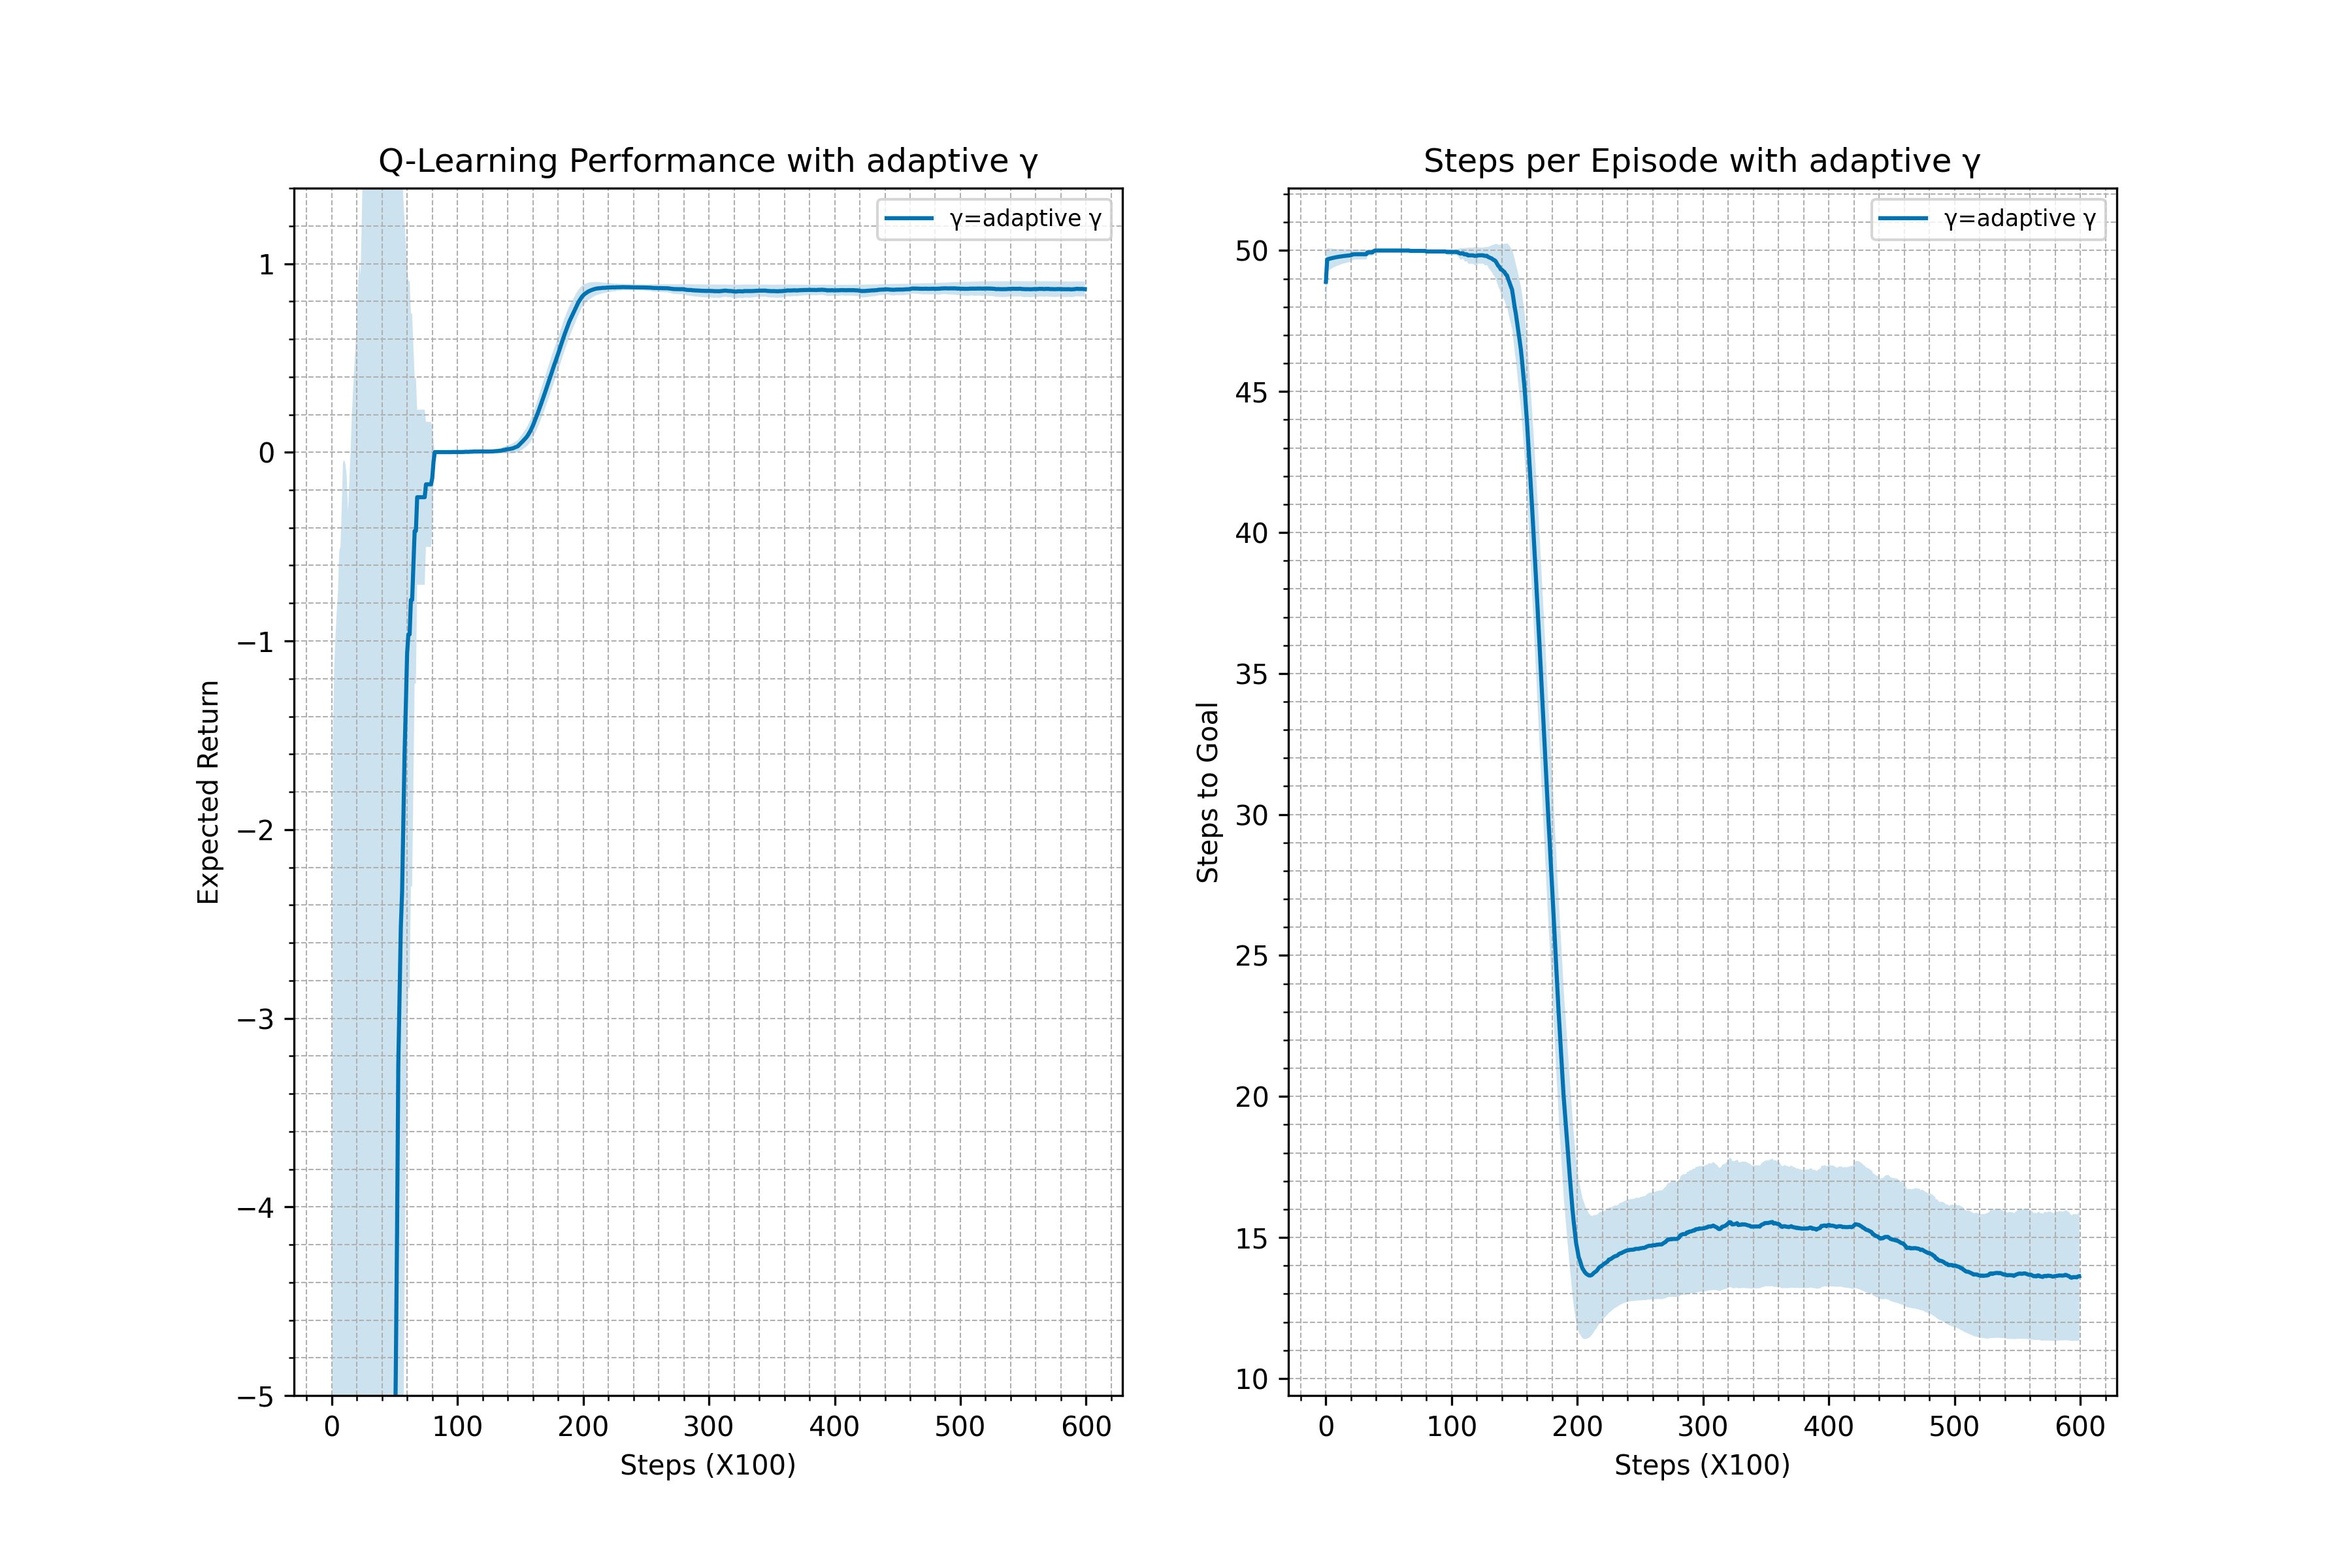 Q-Learning Performance with adaptive γ
γ=adaptive γ
1
0
−1
−2
−3
−4
−5
Expected Return
0 100 200 300 400 500 600
Steps (X100)
Steps per Episode with adaptive γ
γ=adaptive γ
50
45
40
35
30
25
20
15
10
Steps to Goal
0 100 200 300 400 500 600
Steps (X100)